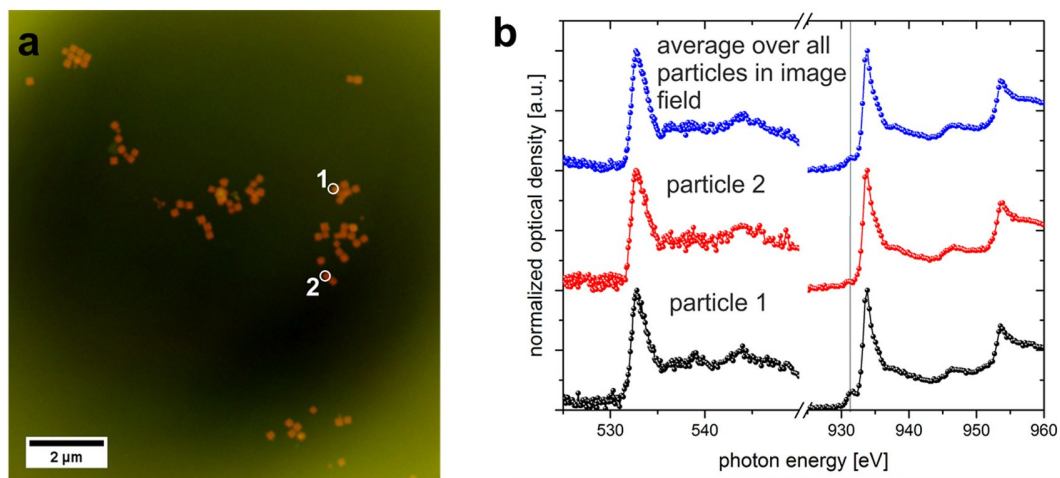 a
1
2
2 µm
b
normalized optical density [a.u.]
average over all
particles in image
field
particle 2
particle 1
530 540 930 940 950 960
photon energy [eV]